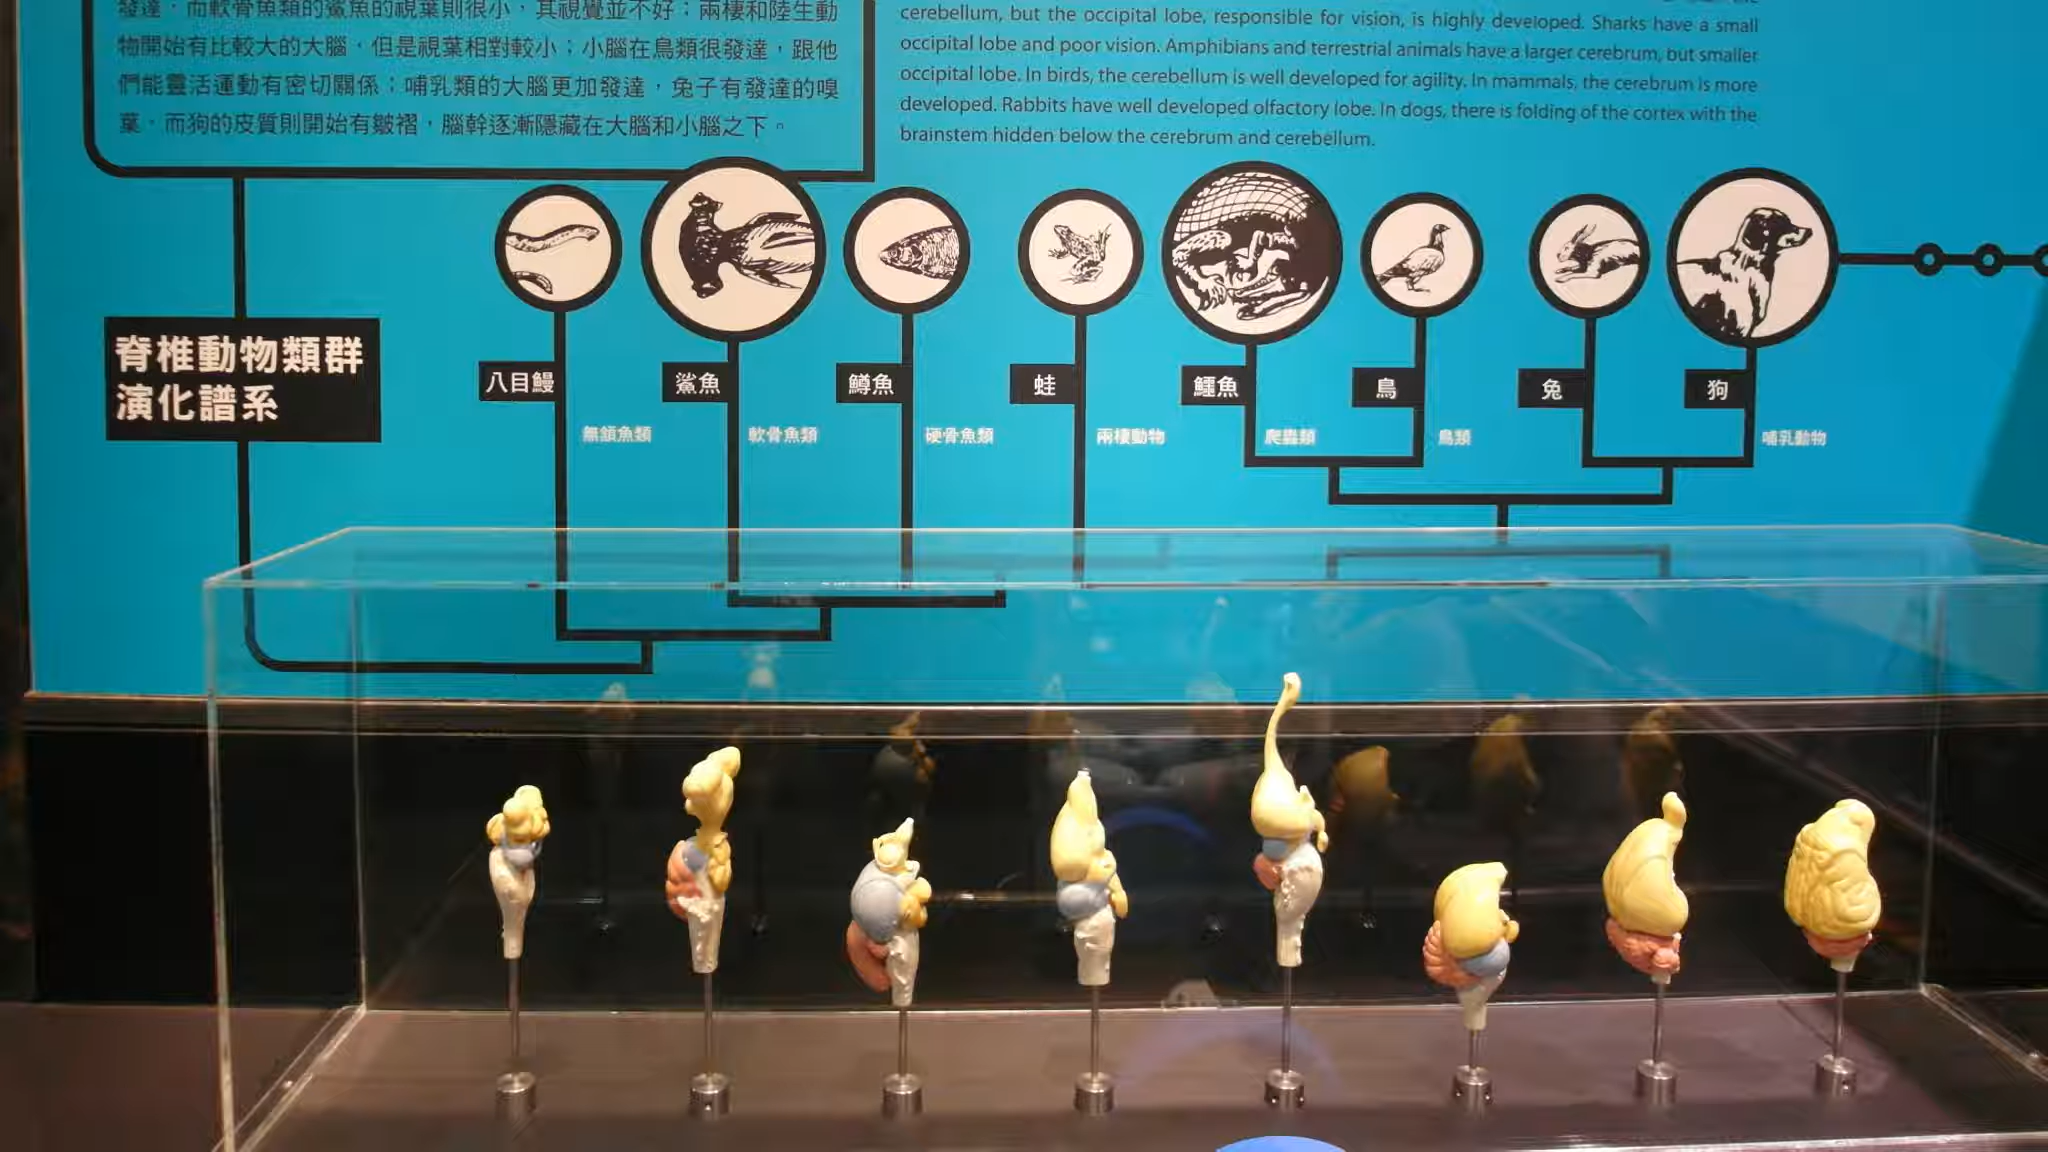 發達，而軟骨魚類的鯊魚的視葉則很小，其視覺並不好；兩棲和陸生動
物開始有比較大的大腦，但是視葉相對較小；小腦在鳥類很發達，跟他
們能靈活運動有密切關係；哺乳類的大腦更加發達，兔子有發達的嗅
葉，而狗的皮質則開始有皺褶，腦幹逐漸隱藏在大腦和小腦之下。
cerebellum, but the occipital lobe, responsible for vision, is highly developed. Sharks have a small
occipital lobe and poor vision. Amphibians and terrestrial animals have a larger cerebrum, but smaller
occipital lobe. In birds, the cerebellum is well developed for agility. In mammals, the cerebrum is more
developed. Rabbits have well developed olfactory lobe. In dogs, there is folding of the cortex with the
brainstem hidden below the cerebrum and cerebellum.
脊椎動物類群
演化譜系
八目鰻
鯊魚
鱒魚
蛙
鱷魚
鳥
兔
狗
無頷魚類
軟骨魚類
硬骨魚類
兩棲動物
爬蟲類
鳥類
哺乳動物